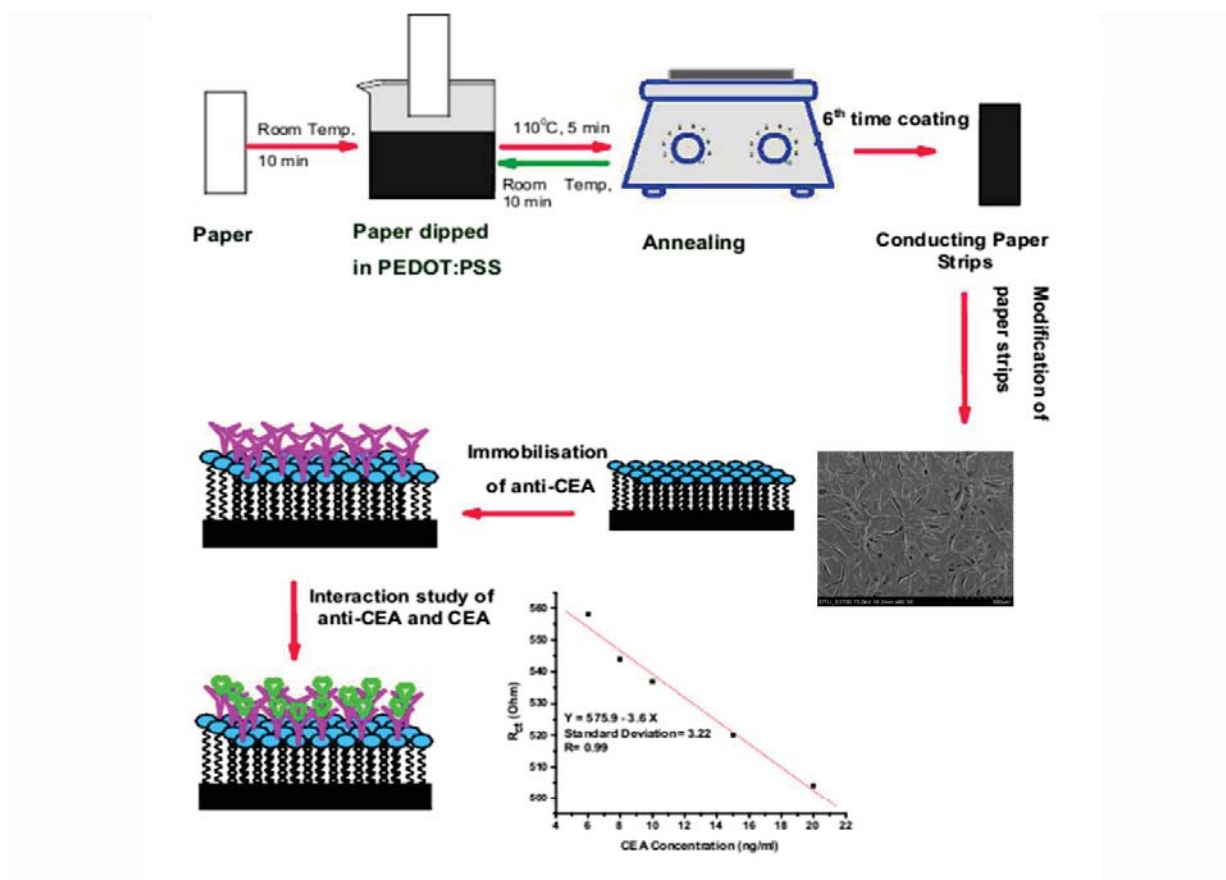 Room Temp.
10 min
Paper
Paper dipped
in PEDOT:PSS
110°C, 5 min
Room Temp,
10 min
Annealing
6th time coating
Conducting Paper
Strips
Modification of
paper strips
Immobilisation
of anti-CEA
Interaction study of
anti-CEA and CEA
R_ct (Ohm)
560
550
540
530
520
510
500
Y = 575.9 - 3.6 X
Standard Deviation = 3.22
R= 0.99
4 6 8 10 12 14 16 18 20 22
CEA Concentration (ng/ml)